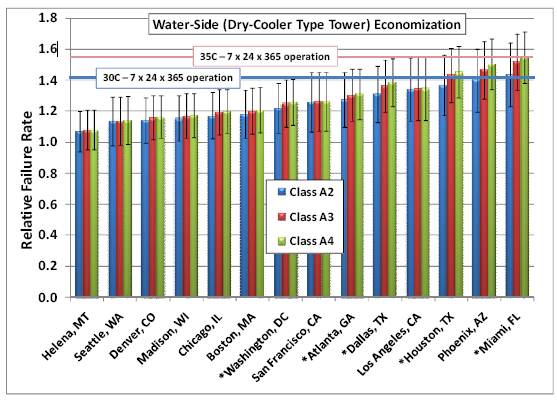 Water-Side (Dry-Cooler Type Tower) Economization
35C – 7 x 24 x 365 operation
30C – 7 x 24 x 365 operation
Relative Failure Rate
1.8
1.6
1.4
1.2
1.0
0.8
0.6
0.4
0.2
0.0
Class A2
Class A3
Class A4
Helena, MT
Seattle, WA
Denver, CO
Madison, WI
Chicago, IL
Boston, MA
*Washington, DC
San Francisco, CA
*Atlanta, GA
*Dallas, TX
Los Angeles, CA
*Houston, TX
Phoenix, AZ
*Miami, FL